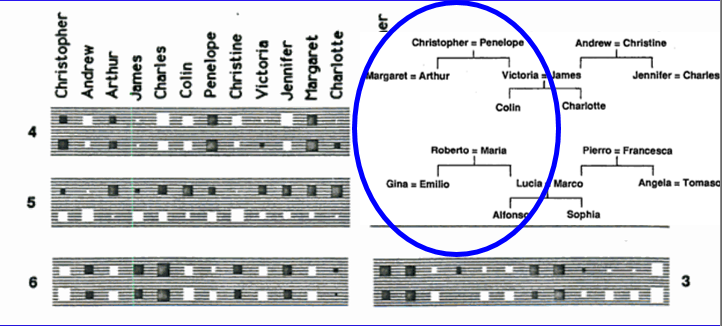 Christopher
Andrew
Arthur
James
Charles
Colin
Penelope
Christine
Victoria
Jennifer
Margaret
Charlotte
4
5
6
er
Christopher = Penelope
Andrew = Christine
Margaret = Arthur
Victoria = James
Jennifer = Charles
Colin
Charlotte
Roberto = Maria
Pierro = Francesca
Gina = Emilio
Lucia Marco
Angela = Tomaso
Alfonso
Sophia
3